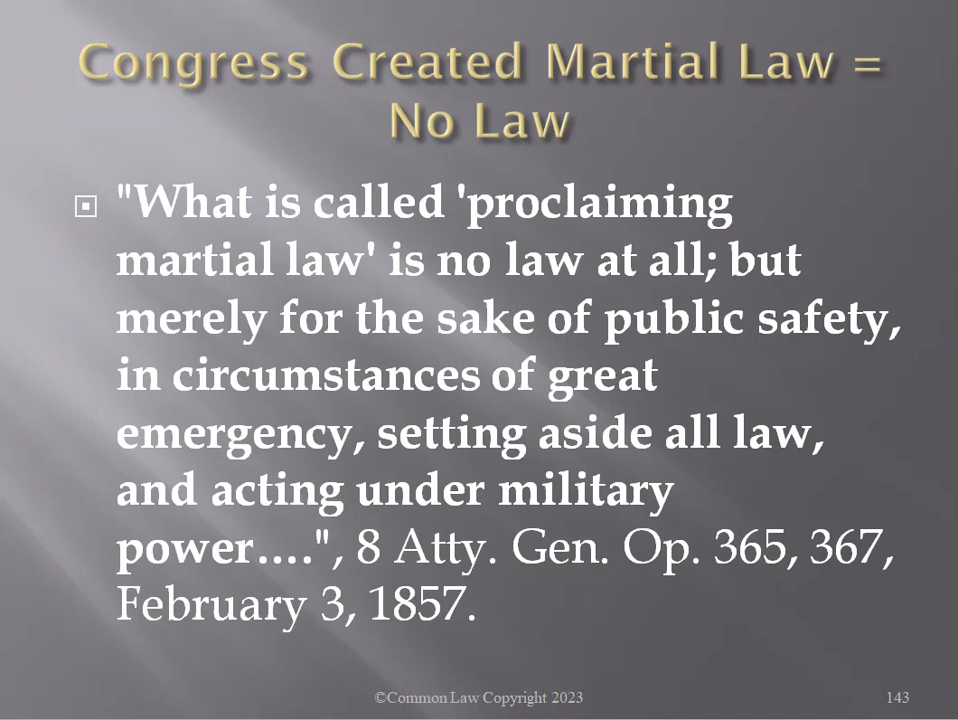 Congress Created Martial Law =
No Law
"What is called 'proclaiming
martial law' is no law at all; but
merely for the sake of public safety,
in circumstances of great
emergency, setting aside all law,
and acting under military
power....", 8 Atty. Gen. Op. 365, 367,
February 3, 1857.
©Common Law Copyright 2023
143